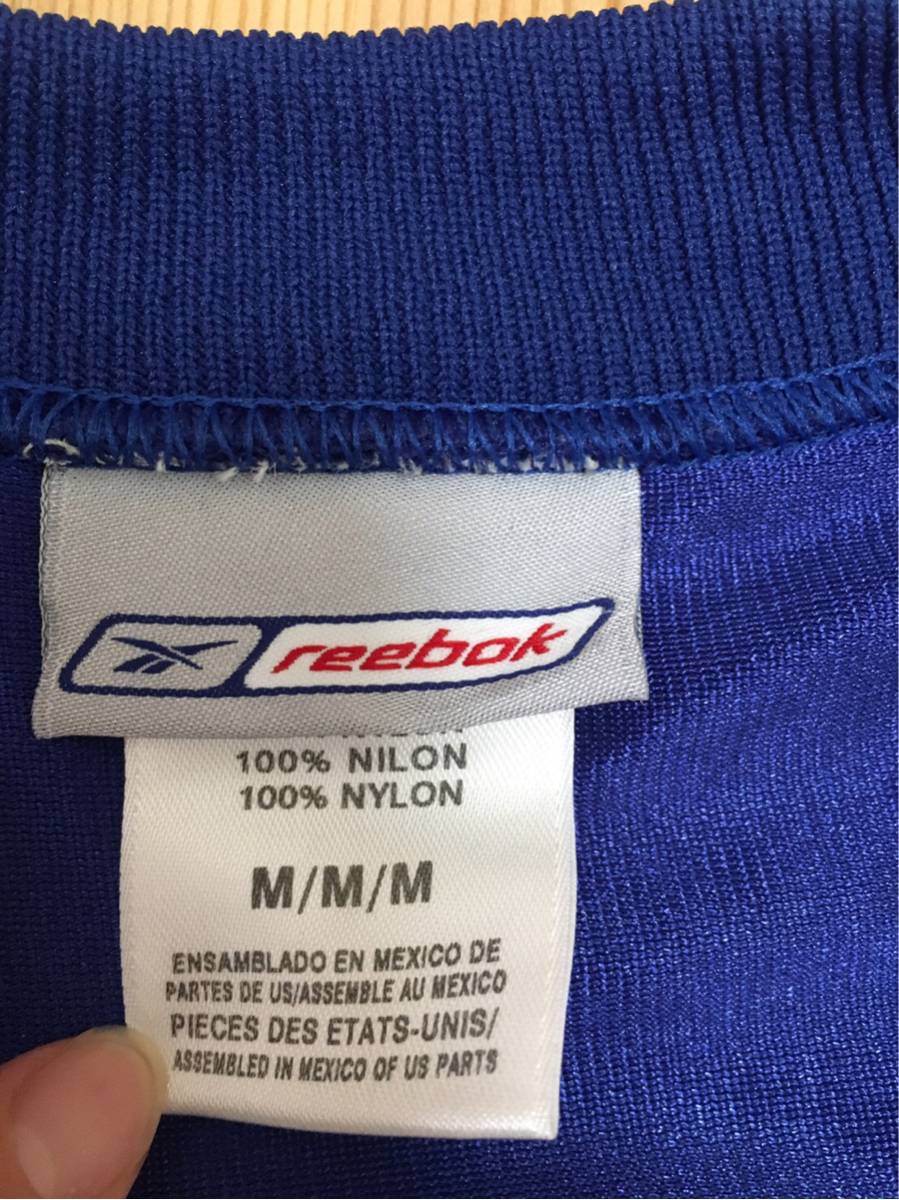 reebok
100% NILON
100% NYLON
M/M/M
ENSAMBLADO EN MEXICO DE
PARTES DE US/ASSEMBLE AU MEXICO
PIECES DES ETATS-UNIS/
ASSEMBLED IN MEXICO OF US PARTS